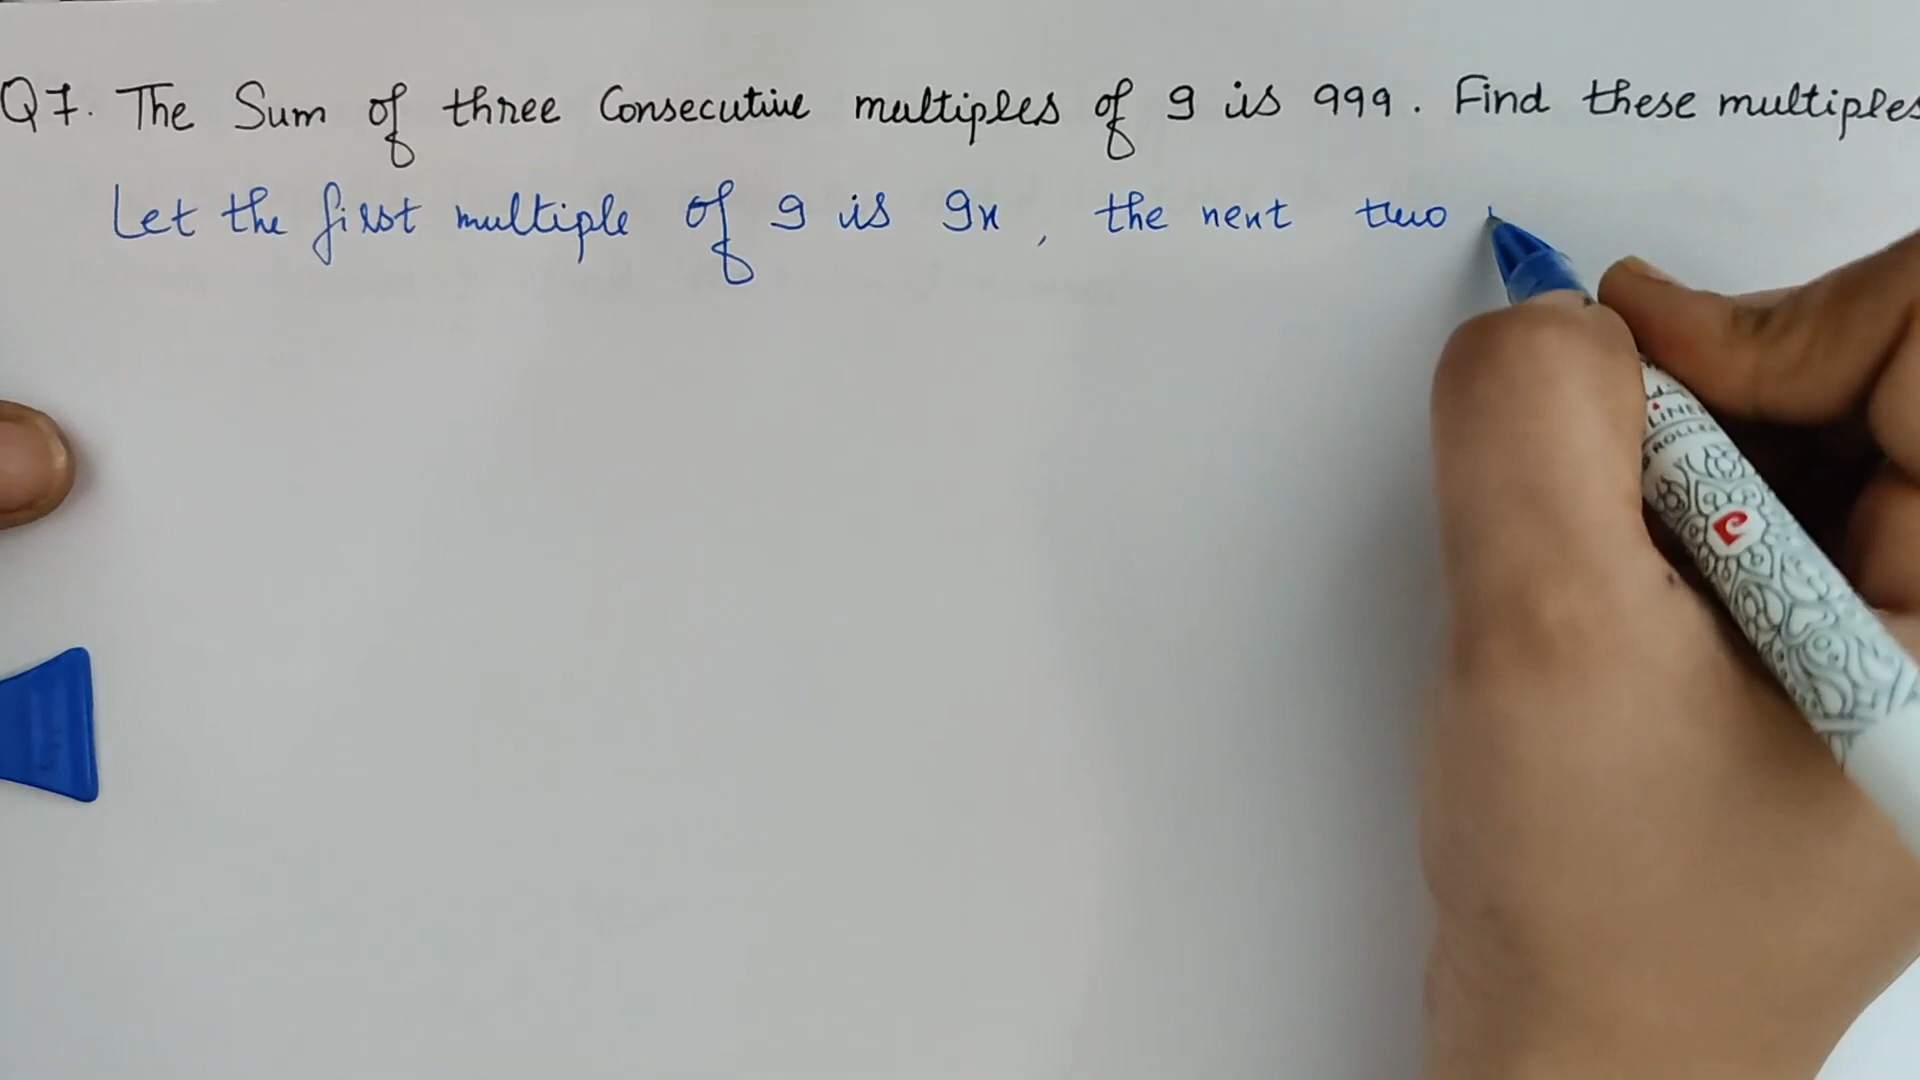 Q7. The Sum of three Consecutive multiples of 9 is 999. Find these multiples
Let the first multiple of 9 is 9x, the next two